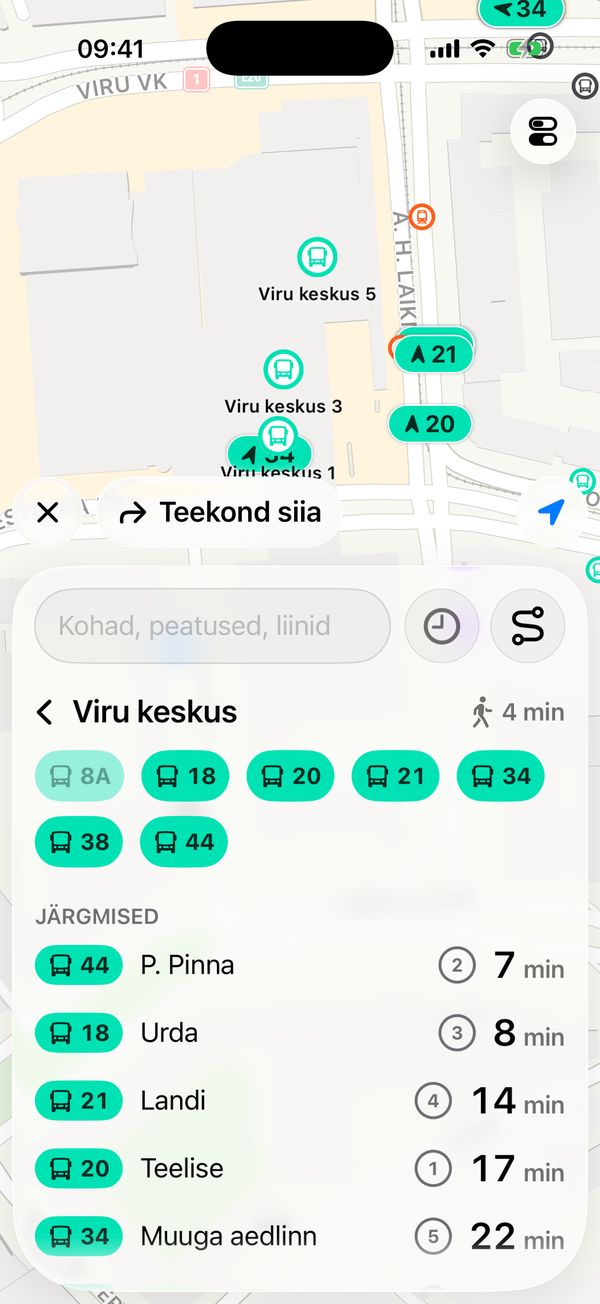 34
09:41
VIRU VK
1
E20
Viru keskus 5
21
Viru keskus 3
20
34
Viru keskus 1
Teekond siia
Kohad, peatused, liinid
Viru keskus
4 min
8A
18
20
21
34
38
44
JÄRGMISED
44 P. Pinna 2 7 min
18 Urda 3 8 min
21 Landi 4 14 min
20 Teelise 1 17 min
34 Muuga aedlinn 5 22 min